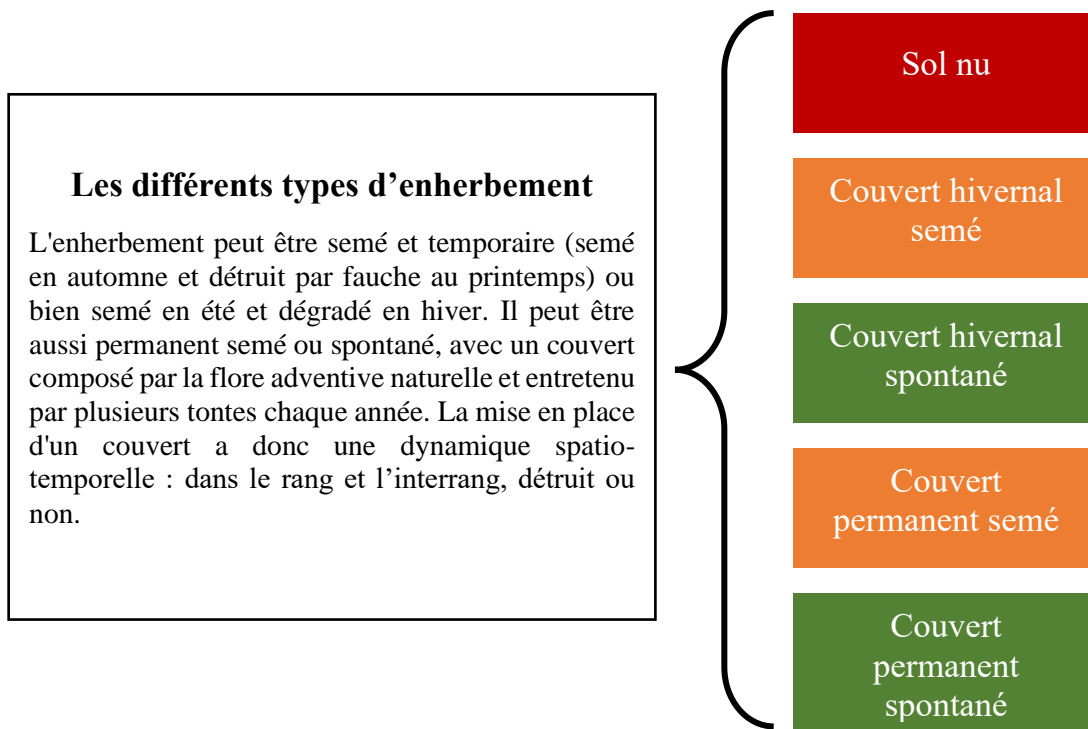 Les différents types d’enherbement
L'enherbement peut être semé et temporaire (semé
en automne et détruit par fauche au printemps) ou
bien semé en été et dégradé en hiver. Il peut être
aussi permanent semé ou spontané, avec un couvert
composé par la flore adventive naturelle et entretenu
par plusieurs tontes chaque année. La mise en place
d'un couvert a donc une dynamique spatio-
temporelle : dans le rang et l’interrang, détruit ou
non.
Sol nu
Couvert hivernal
semé
Couvert hivernal
spontané
Couvert
permanent semé
Couvert
permanent
spontané